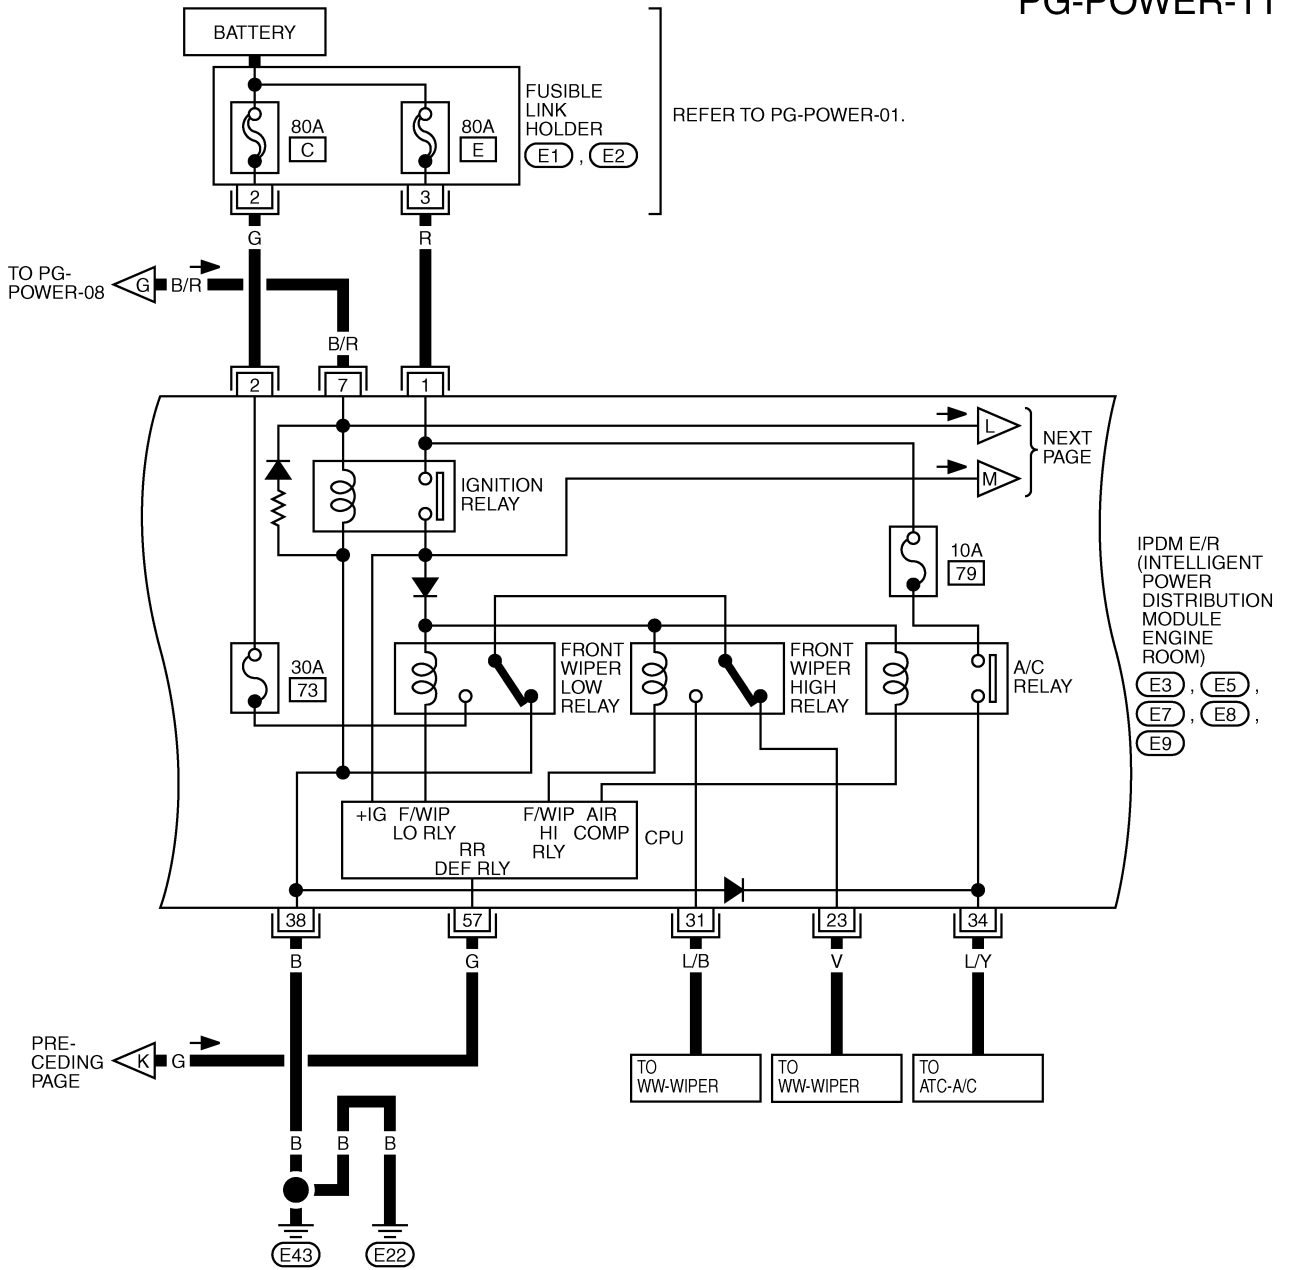 PG-POWER-11
BATTERY
80A
C
80A
E
FUSIBLE
LINK
HOLDER
E1 , E2
REFER TO PG-POWER-01.
2
3
G
R
TO PG-
POWER-08
G
B/R
B/R
2
7
1
L
M
NEXT
PAGE
IGNITION
RELAY
10A
79
IPDM E/R
(INTELLIGENT
POWER
DISTRIBUTION
MODULE
ENGINE
ROOM)
E3 , E5 ,
E7 , E8 ,
E9
30A
73
FRONT
WIPER
LOW
RELAY
FRONT
WIPER
HIGH
RELAY
A/C
RELAY
+IG
F/WIP
LO RLY
F/WIP
HI
RLY
AIR
COMP
RR
DEF RLY
CPU
38
57
31
23
34
B
G
L/B
V
L/Y
PRE-
CEDING
PAGE
K
G
TO
WW-WIPER
TO
WW-WIPER
TO
ATC-A/C
B
B
B
E43
E22